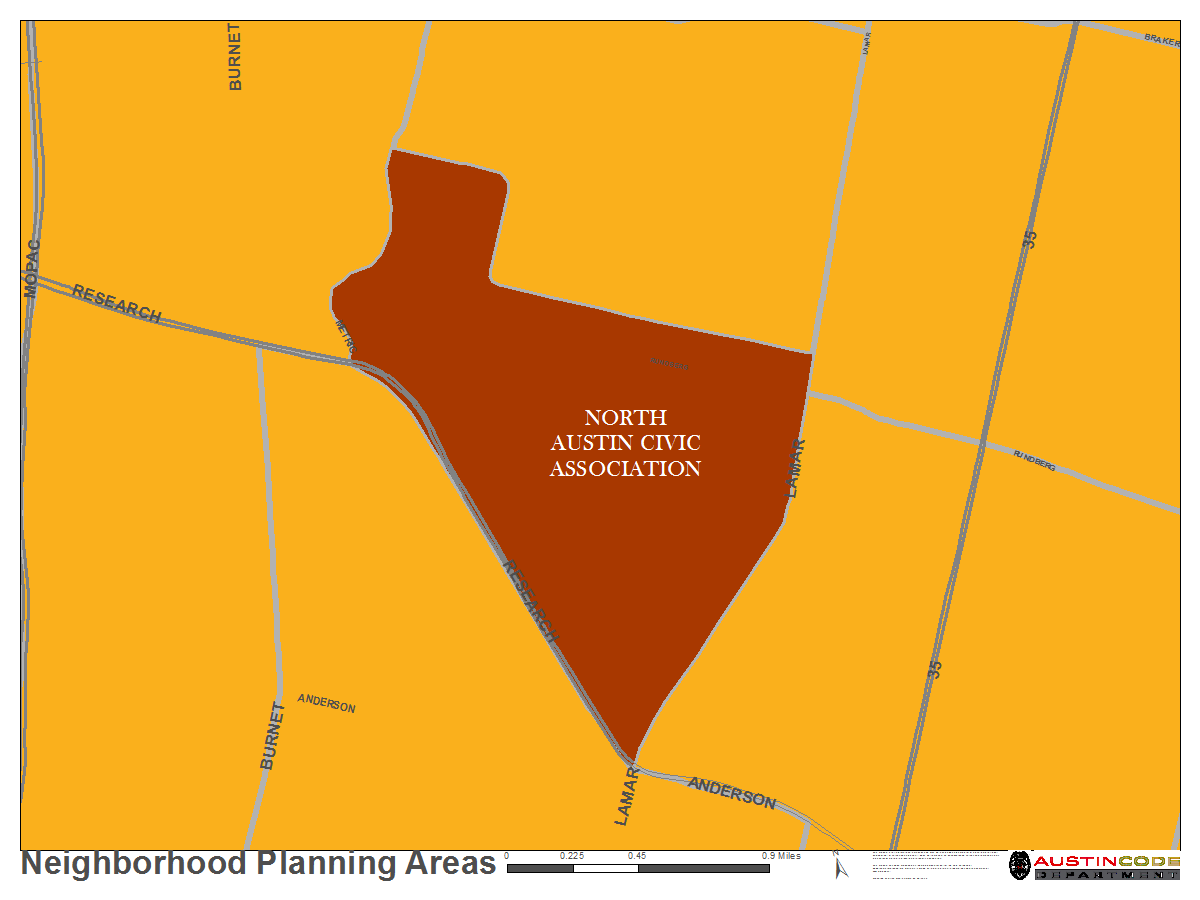 BURNET
LAMAR
BRAKER
35
MOPAC
RESEARCH
METRIC
NORTH
AUSTIN CIVIC
ASSOCIATION
LAMAR
RUNDBERG
RESEARCH
35
ANDERSON
BURNET
LAMAR
ANDERSON
Neighborhood Planning Areas
0 0.225 0.45 0.9 Miles
AUSTINCODE
DEPARTMENT